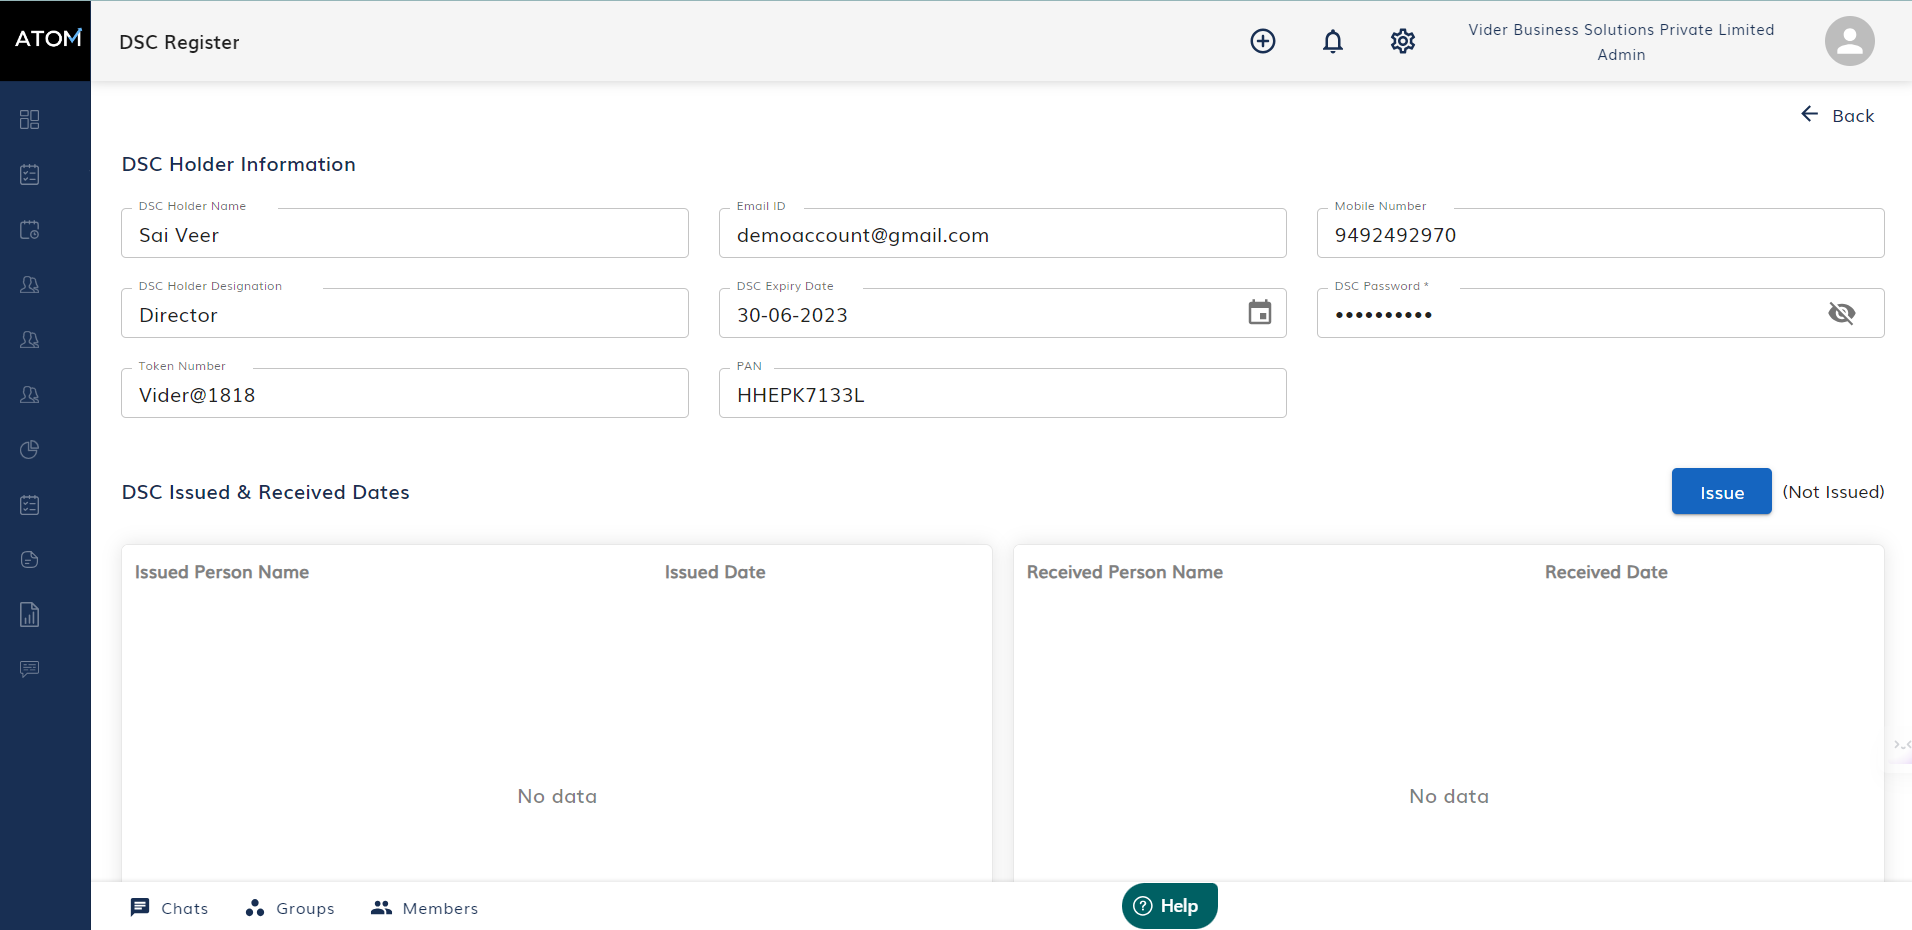 ATOM
DSC Register
Vider Business Solutions Private Limited
Admin
Back
DSC Holder Information
DSC Holder Name
Sai Veer
Email ID
demoaccount@gmail.com
Mobile Number
9492492970
DSC Holder Designation
Director
DSC Expiry Date
30-06-2023
DSC Password *
••••••••••
Token Number
Vider@1818
PAN
HHEPK7133L
DSC Issued & Received Dates
Issue
(Not Issued)
Issued Person Name
Issued Date
Received Person Name
Received Date
No data
No data
Chats
Groups
Members
Help